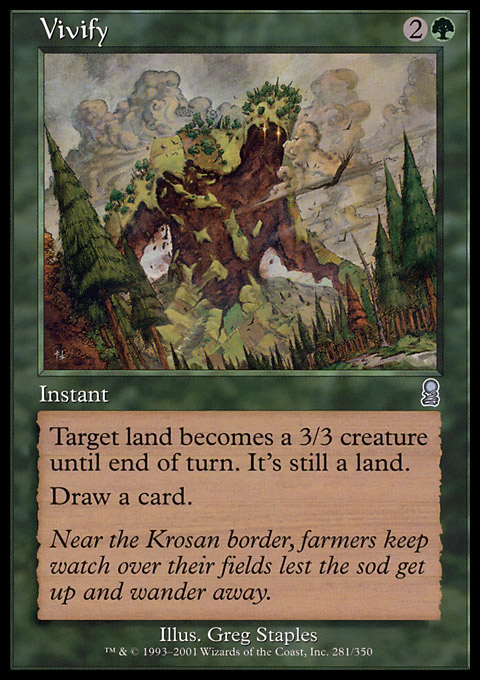 Vivify 2
Instant
Target land becomes a 3/3 creature
until end of turn. It's still a land.
Draw a card.
Near the Krosan border, farmers keep
watch over their fields lest the sod get
up and wander away.
Illus. Greg Staples
™ & © 1993–2001 Wizards of the Coast, Inc. 281/350